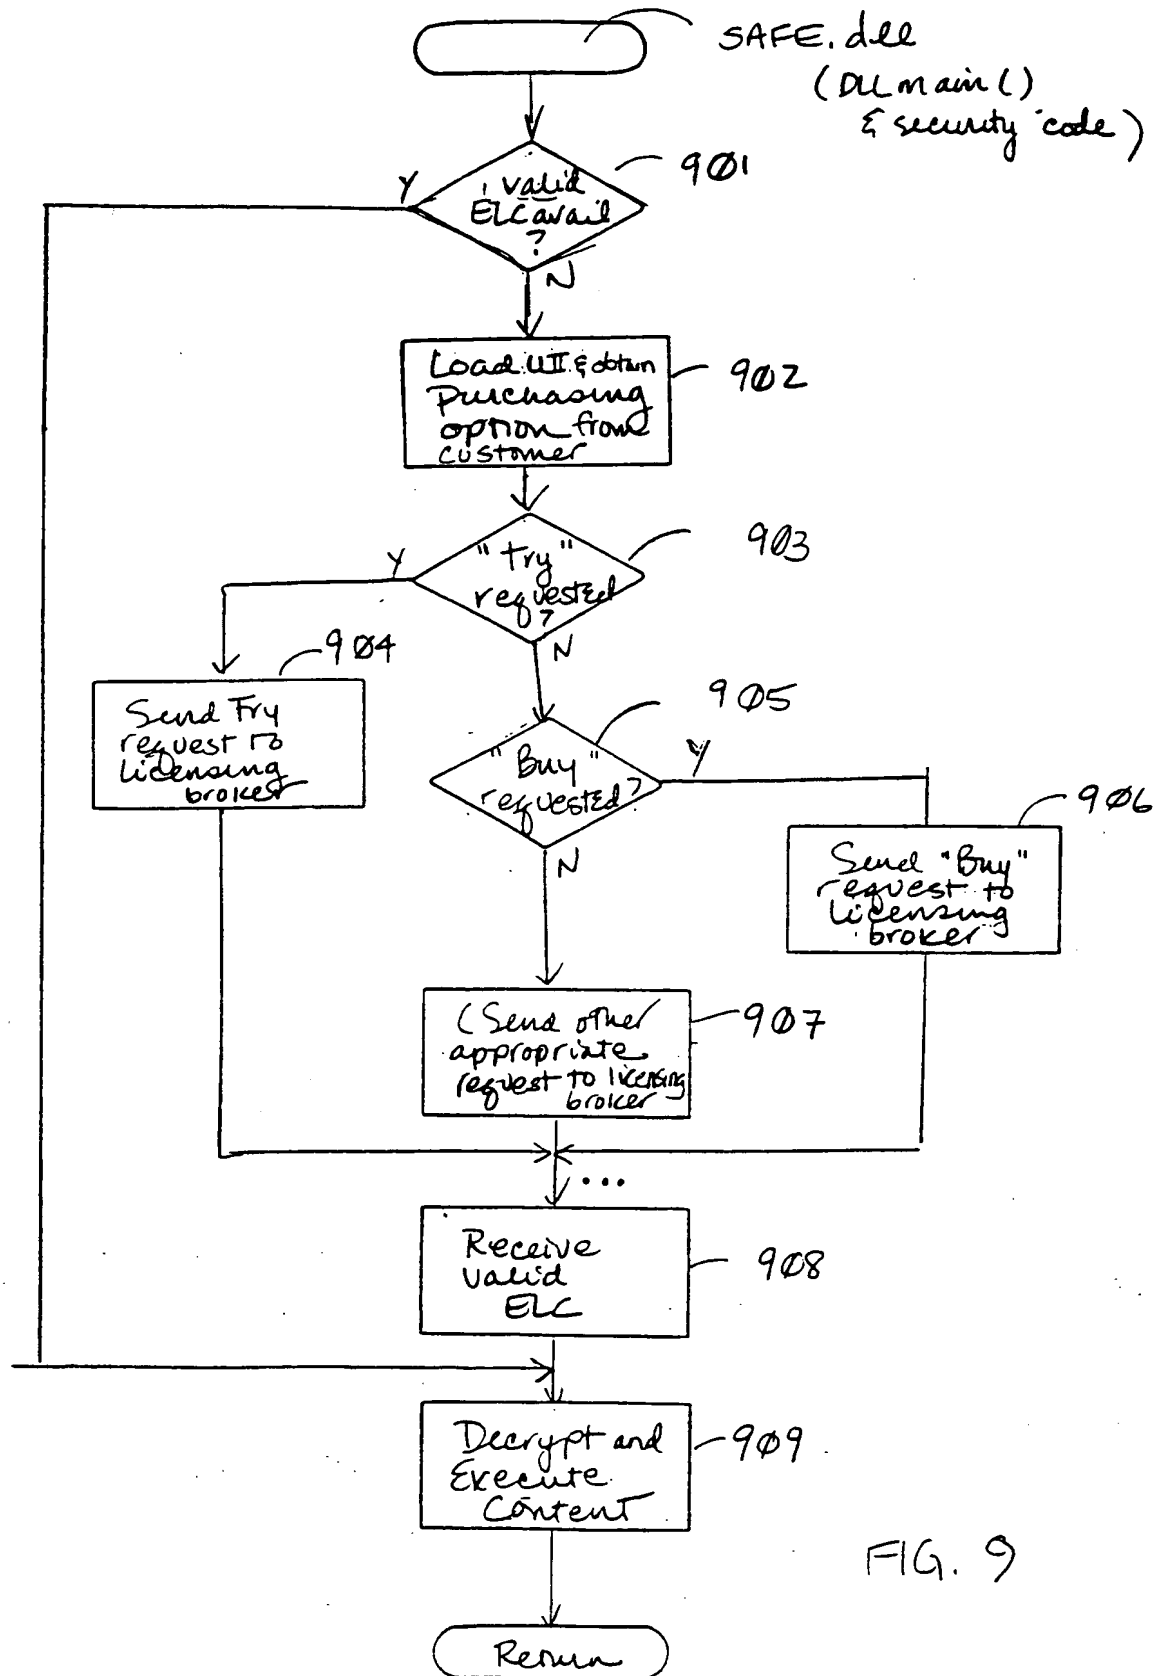 SAFE.dll
(DLLmain()
& security code)
901
Y
valid
ELC avail
?
N
Load UI & obtain
purchasing
option from
customer
902
"Try"
requested
?
903
Y
N
904
Send Try
request to
licensing
broker
905
"Buy"
requested?
Y
N
906
Send "Buy"
request to
licensing
broker
(Send other
appropriate
request to licensing
broker
907
...
Receive
valid
ELC
908
Decrypt and
Execute
Content
909
FIG. 9
Return